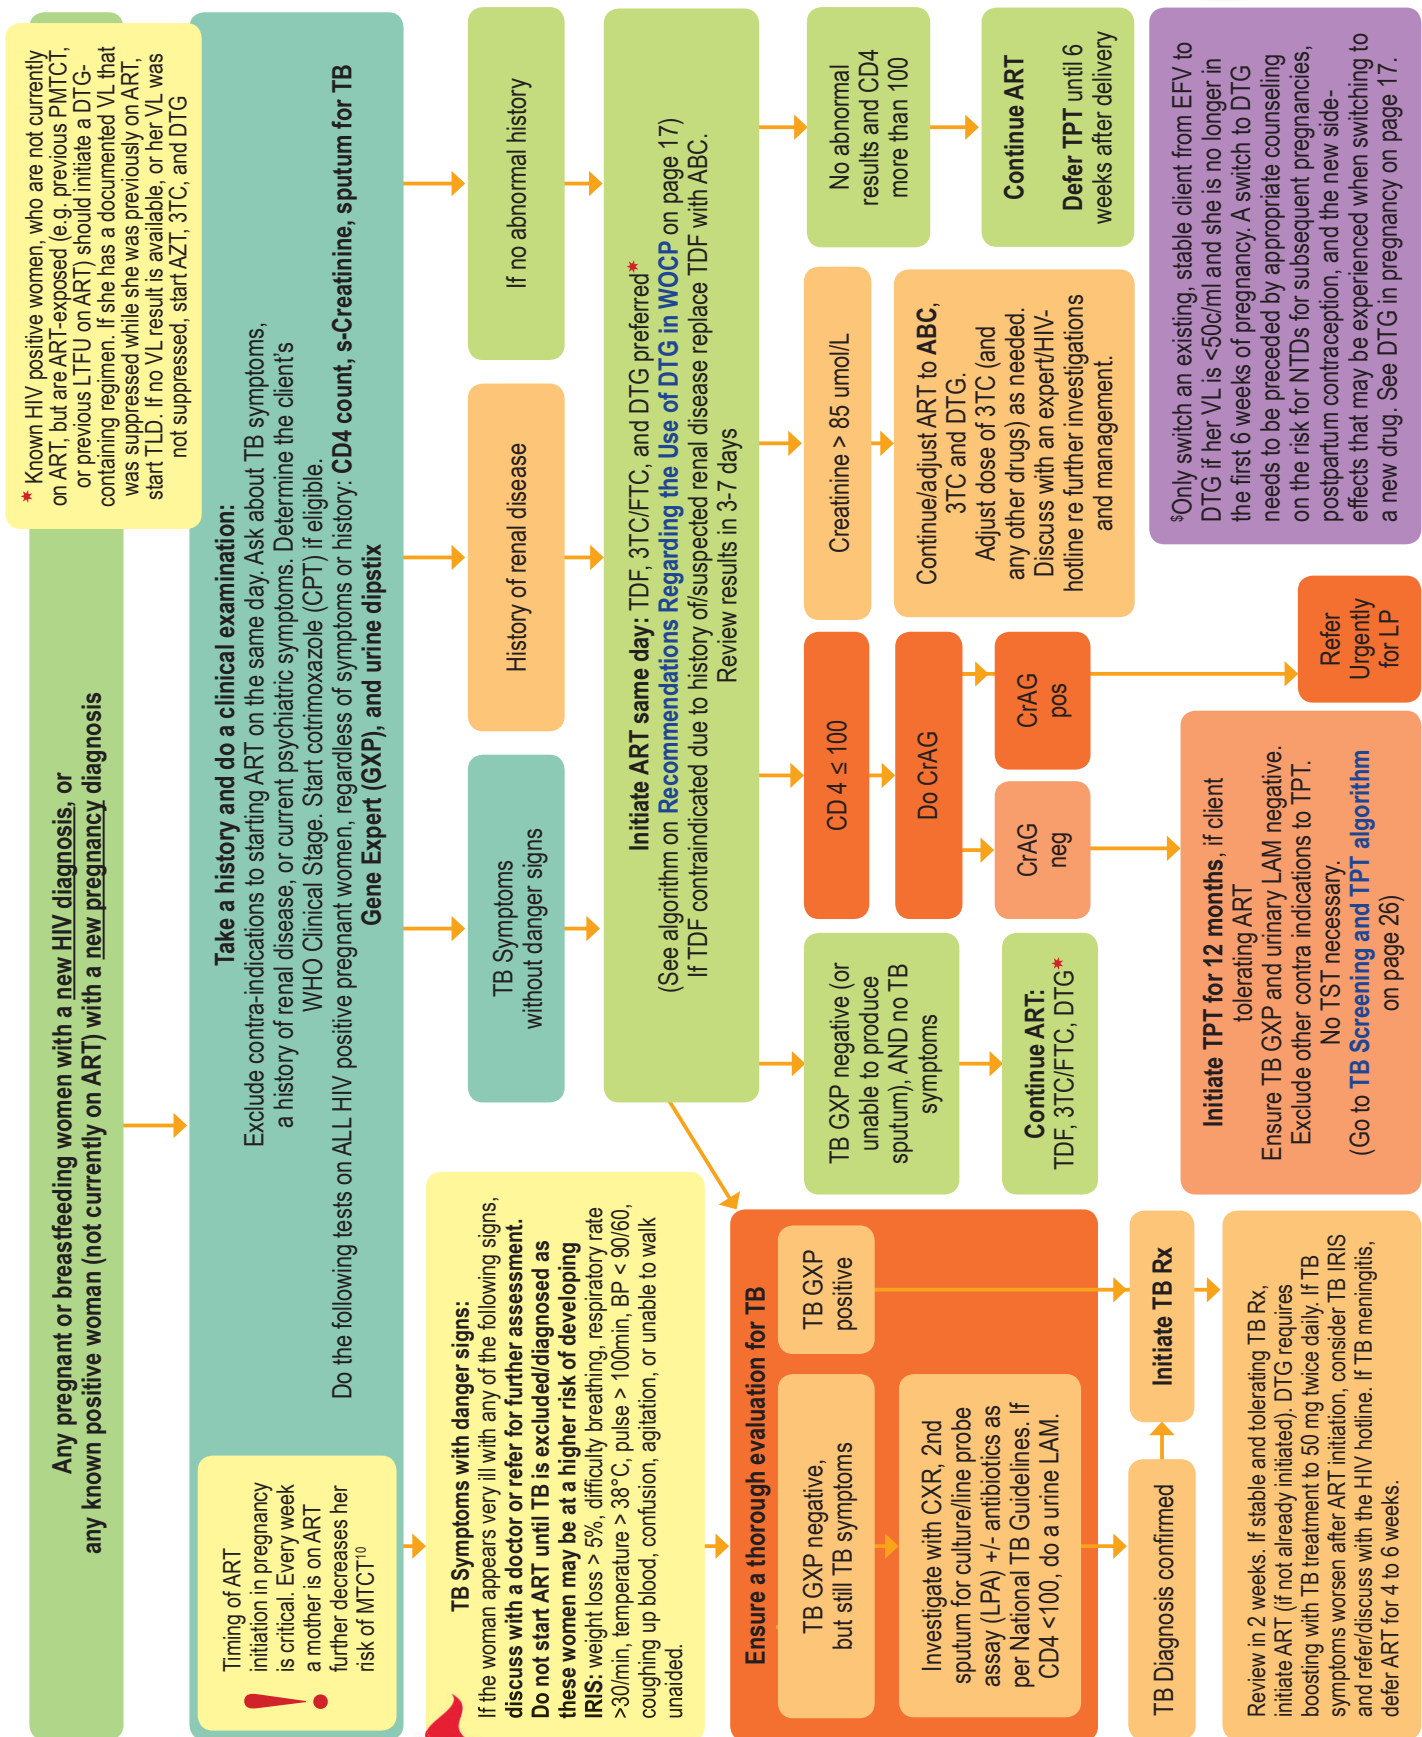 Any pregnant or breastfeeding women with a new HIV diagnosis, or
any known positive woman (not currently on ART) with a new pregnancy diagnosis
* Known HIV positive women, who are not currently
on ART, but are ART-exposed (e.g. previous PMTCT,
or previous LTFU on ART) should initiate a DTG-
containing regimen. If she has a documented VL that
was suppressed while she was previously on ART,
start TLD. If no VL result is available, or her VL was
not suppressed, start AZT, 3TC, and DTG
Timing of ART
initiation in pregnancy
is critical. Every week
a mother is on ART
further decreases her
risk of MTCT¹⁰
Take a history and do a clinical examination:
Exclude contra-indications to starting ART on the same day. Ask about TB symptoms,
a history of renal disease, or current psychiatric symptoms. Determine the client's
WHO Clinical Stage. Start cotrimoxazole (CPT) if eligible.
Do the following tests on ALL HIV positive pregnant women, regardless of symptoms or history: CD4 count, s-Creatinine, sputum for TB
Gene Expert (GXP), and urine dipstix
TB Symptoms with danger signs:
If the woman appears very ill with any of the following signs,
discuss with a doctor or refer for further assessment.
Do not start ART until TB is excluded/diagnosed as
these women may be at a higher risk of developing
IRIS: weight loss > 5%, difficulty breathing, respiratory rate
>30/min, temperature > 38°C, pulse > 100min, BP < 90/60,
coughing up blood, confusion, agitation, or unable to walk
unaided.
TB Symptoms
without danger signs
History of renal disease
If no abnormal history
Initiate ART same day: TDF, 3TC/FTC, and DTG preferred*
(See algorithm on Recommendations Regarding the Use of DTG in WOCP on page 17)
If TDF contraindicated due to history of/suspected renal disease replace TDF with ABC.
Review results in 3-7 days
Ensure a thorough evaluation for TB
TB GXP negative,
but still TB symptoms
TB GXP
positive
Investigate with CXR, 2nd
sputum for culture/line probe
assay (LPA) +/- antibiotics as
per National TB Guidelines. If
CD4 <100, do a urine LAM.
TB Diagnosis confirmed
Initiate TB Rx
Review in 2 weeks. If stable and tolerating TB Rx,
initiate ART (if not already initiated). DTG requires
boosting with TB treatment to 50 mg twice daily. If TB
symptoms worsen after ART initiation, consider TB IRIS
and refer/discuss with the HIV hotline. If TB meningitis,
defer ART for 4 to 6 weeks.
TB GXP negative (or
unable to produce
sputum), AND no TB
symptoms
Continue ART:
TDF, 3TC/FTC, DTG*
CD 4 ≤ 100
Do CrAG
CrAG
neg
CrAG
pos
Initiate TPT for 12 months, if client
tolerating ART
Ensure TB GXP and urinary LAM negative.
Exclude other contra indications to TPT.
No TST necessary.
(Go to TB Screening and TPT algorithm
on page 26)
Refer
Urgently
for LP
Creatinine > 85 umol/L
Continue/adjust ART to ABC,
3TC and DTG.
Adjust dose of 3TC (and
any other drugs) as needed.
Discuss with an expert/HIV-
hotline re further investigations
and management.
No abnormal
results and CD4
more than 100
Continue ART
Defer TPT until 6
weeks after delivery
$Only switch an existing, stable client from EFV to
DTG if her VL is <50c/ml and she is no longer in
the first 6 weeks of pregnancy. A switch to DTG
needs to be preceded by appropriate counseling
on the risk for NTDs for subsequent pregnancies,
postpartum contraception, and the new side-
effects that may be experienced when switching to
a new drug. See DTG in pregnancy on page 17.